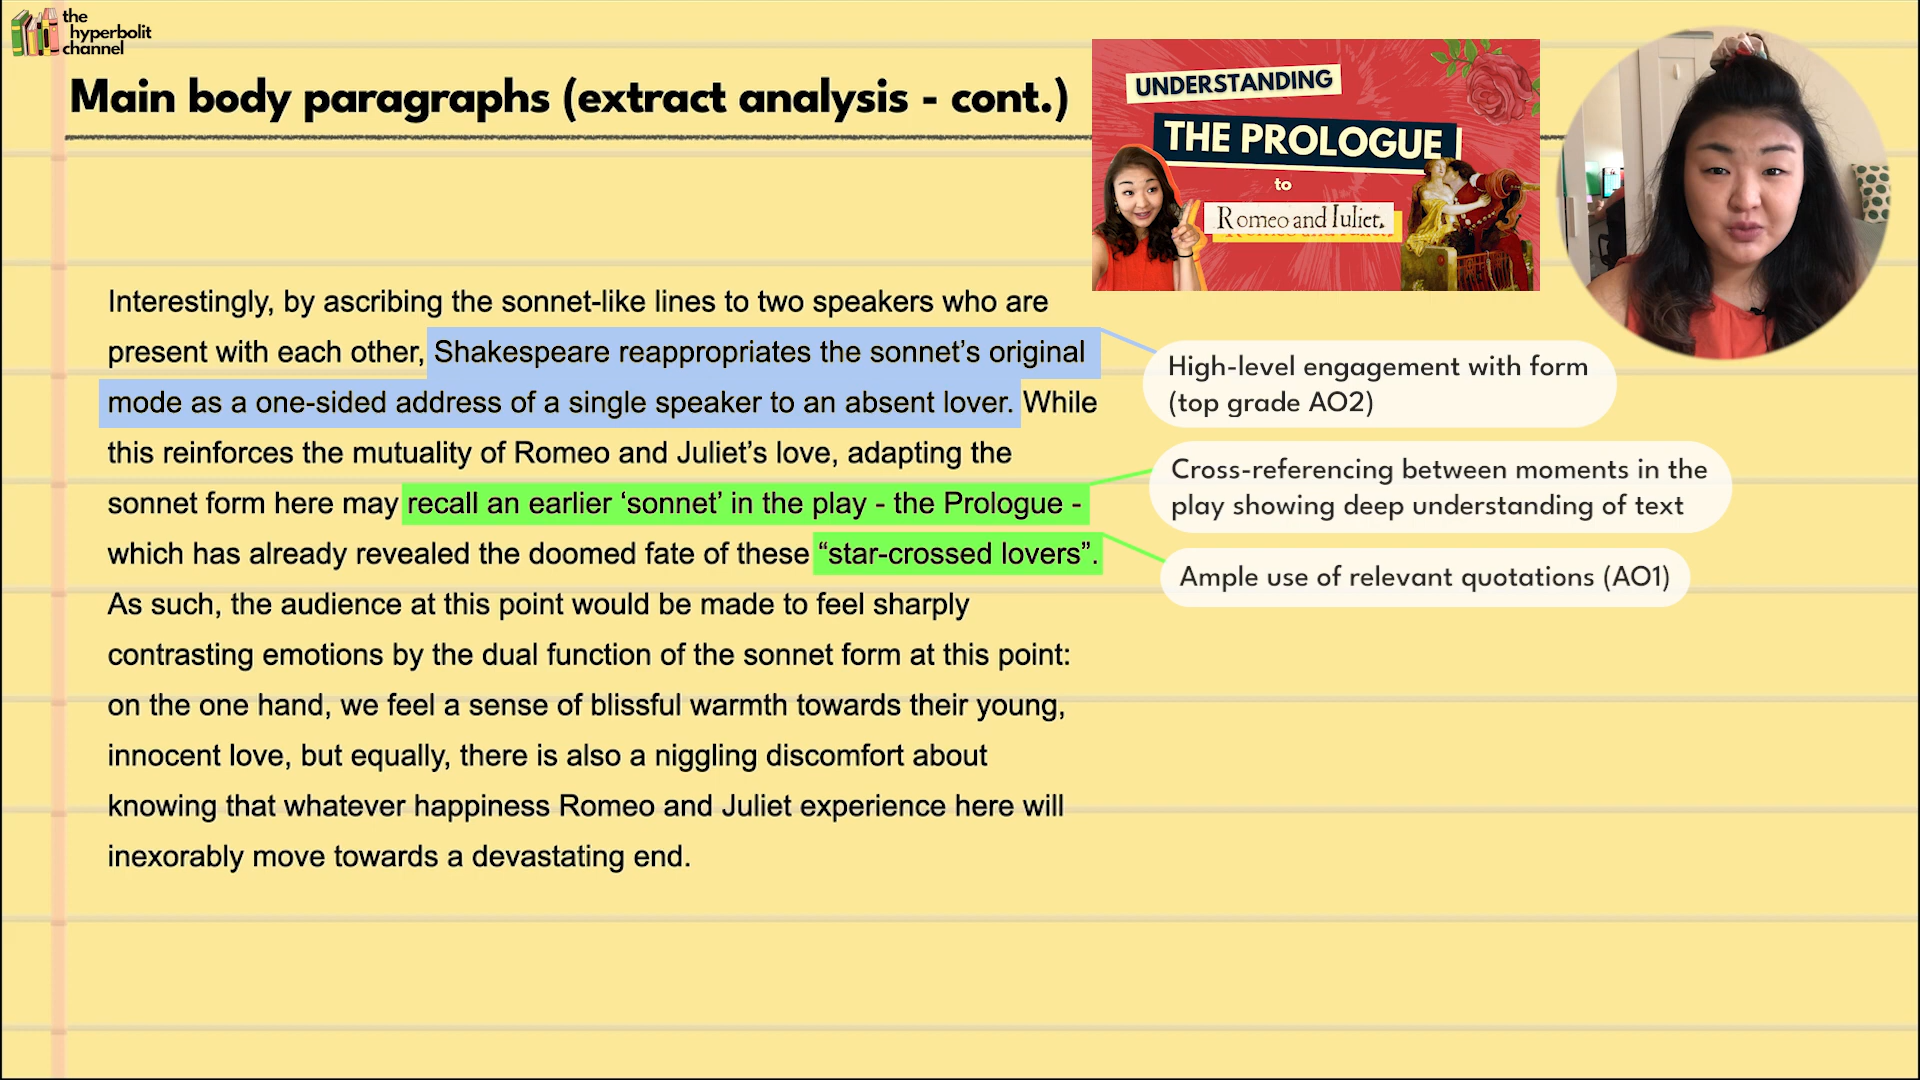 the
hyperbolit
channel
Main body paragraphs (extract analysis - cont.)
UNDERSTANDING
THE PROLOGUE
to
Romeo and Juliet.
Interestingly, by ascribing the sonnet-like lines to two speakers who are
present with each other, Shakespeare reappropriates the sonnet’s original
mode as a one-sided address of a single speaker to an absent lover. While
this reinforces the mutuality of Romeo and Juliet’s love, adapting the
sonnet form here may recall an earlier ‘sonnet’ in the play - the Prologue -
which has already revealed the doomed fate of these “star-crossed lovers”.
As such, the audience at this point would be made to feel sharply
contrasting emotions by the dual function of the sonnet form at this point:
on the one hand, we feel a sense of blissful warmth towards their young,
innocent love, but equally, there is also a niggling discomfort about
knowing that whatever happiness Romeo and Juliet experience here will
inexorably move towards a devastating end.
High-level engagement with form
(top grade AO2)
Cross-referencing between moments in the
play showing deep understanding of text
Ample use of relevant quotations (AO1)